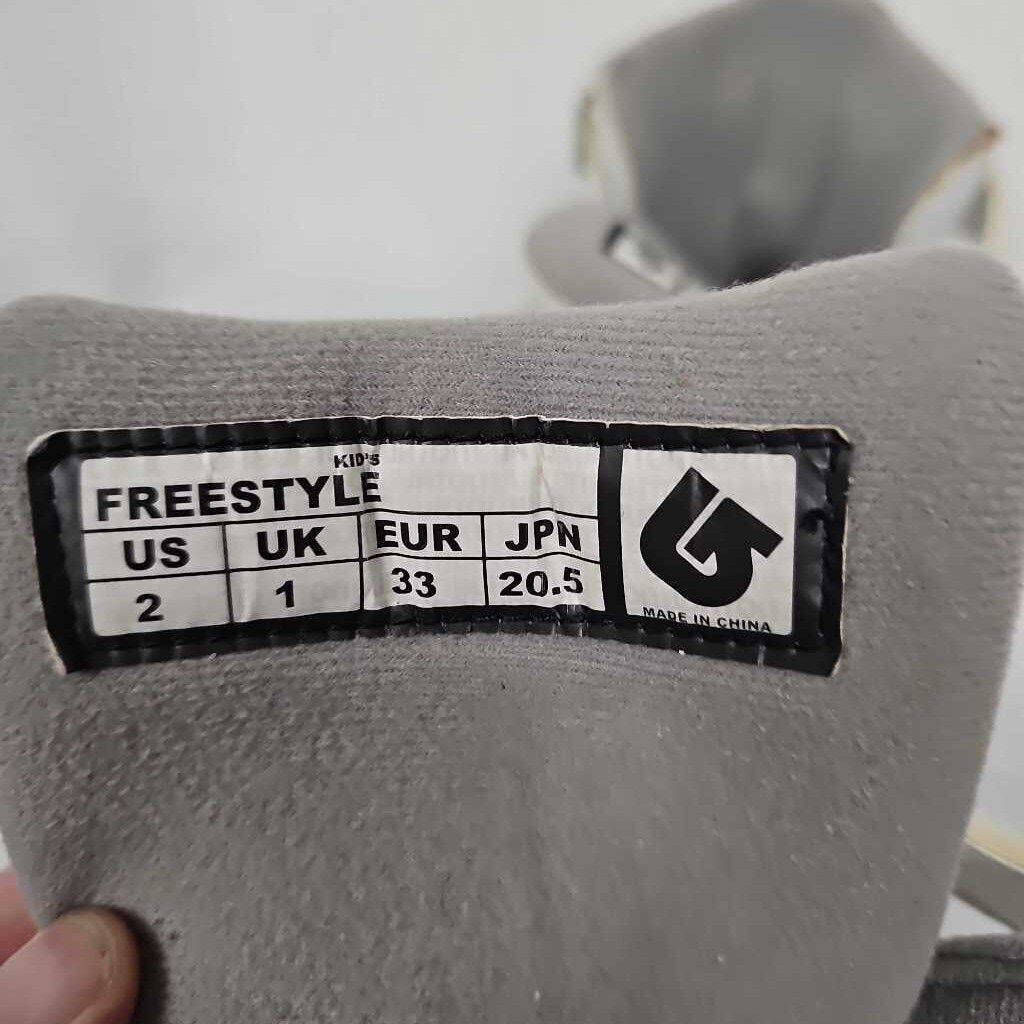 KID'S
FREESTYLE
US UK EUR JPN
2 1 33 20.5
MADE IN CHINA